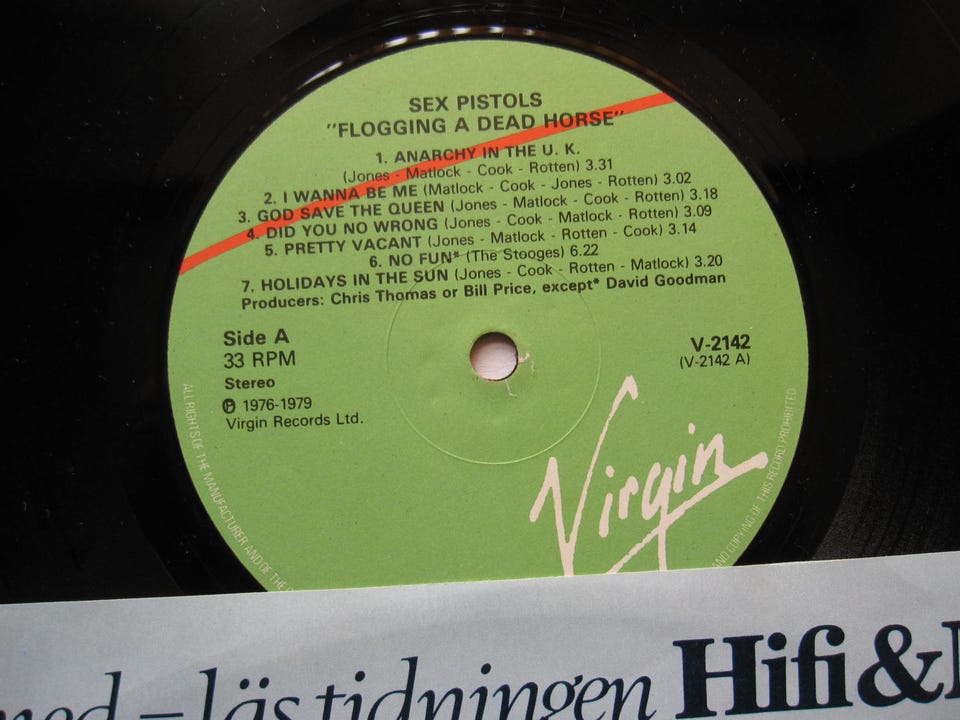 SEX PISTOLS
"FLOGGING A DEAD HORSE"
1. ANARCHY IN THE U. K.
(Jones - Matlock - Cook - Rotten) 3.31
2. I WANNA BE ME (Matlock - Cook - Jones - Rotten) 3.02
3. GOD SAVE THE QUEEN (Jones - Matlock - Cook - Rotten) 3.18
4. DID YOU NO WRONG (Jones - Cook - Matlock - Rotten) 3.09
5. PRETTY VACANT (Jones - Matlock - Rotten - Cook) 3.14
6. NO FUN* (The Stooges) 6.22
7. HOLIDAYS IN THE SUN (Jones - Cook - Rotten - Matlock) 3.20
Producers: Chris Thomas or Bill Price, except* David Goodman
Side A
33 RPM
Stereo
℗ 1976-1979
Virgin Records Ltd.
V-2142
(V-2142 A)
Virgin
ALL RIGHTS OF THE MANUFACTURER AND OF THE
AND COPYING OF THIS RECORD PROHIBITED
med – läs tidningen Hifi &